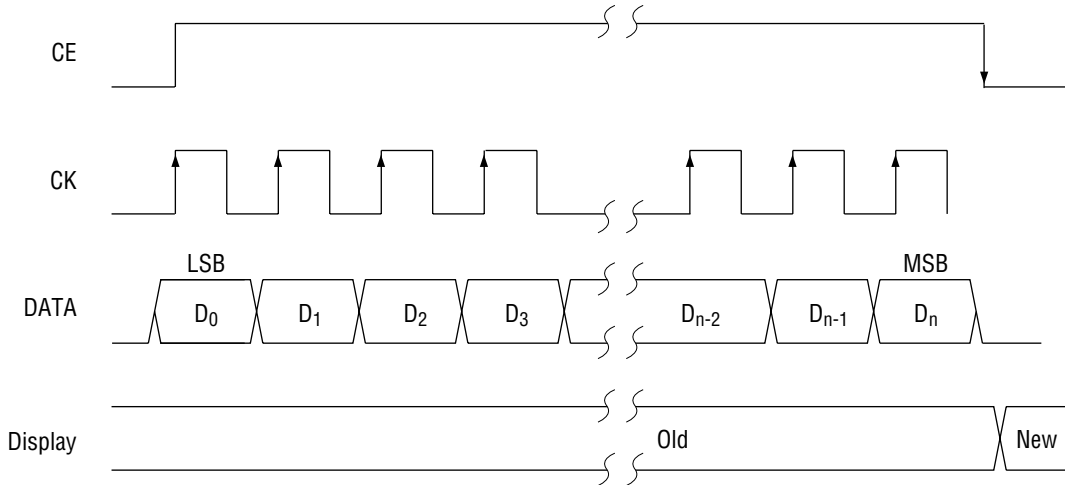 CE
CK
LSB MSB
DATA D0 D1 D2 D3 Dn-2 Dn-1 Dn
Display Old New